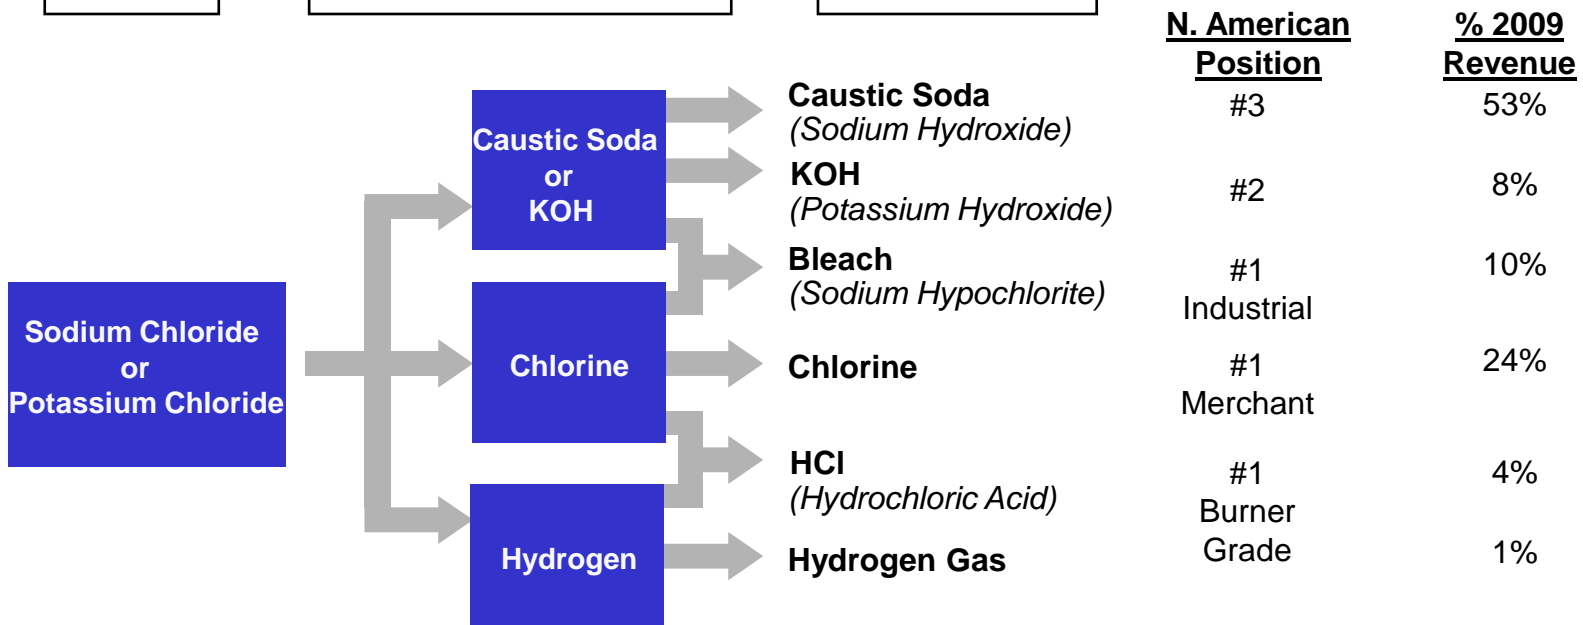 N. American
Position
% 2009
Revenue
Sodium Chloride
or
Potassium Chloride
Caustic Soda
or
KOH
Chlorine
Hydrogen
Caustic Soda
(Sodium Hydroxide)
#3
53%
KOH
(Potassium Hydroxide)
#2
8%
Bleach
(Sodium Hypochlorite)
#1
Industrial
10%
Chlorine
#1
Merchant
24%
HCl
(Hydrochloric Acid)
#1
Burner
Grade
4%
Hydrogen Gas
1%